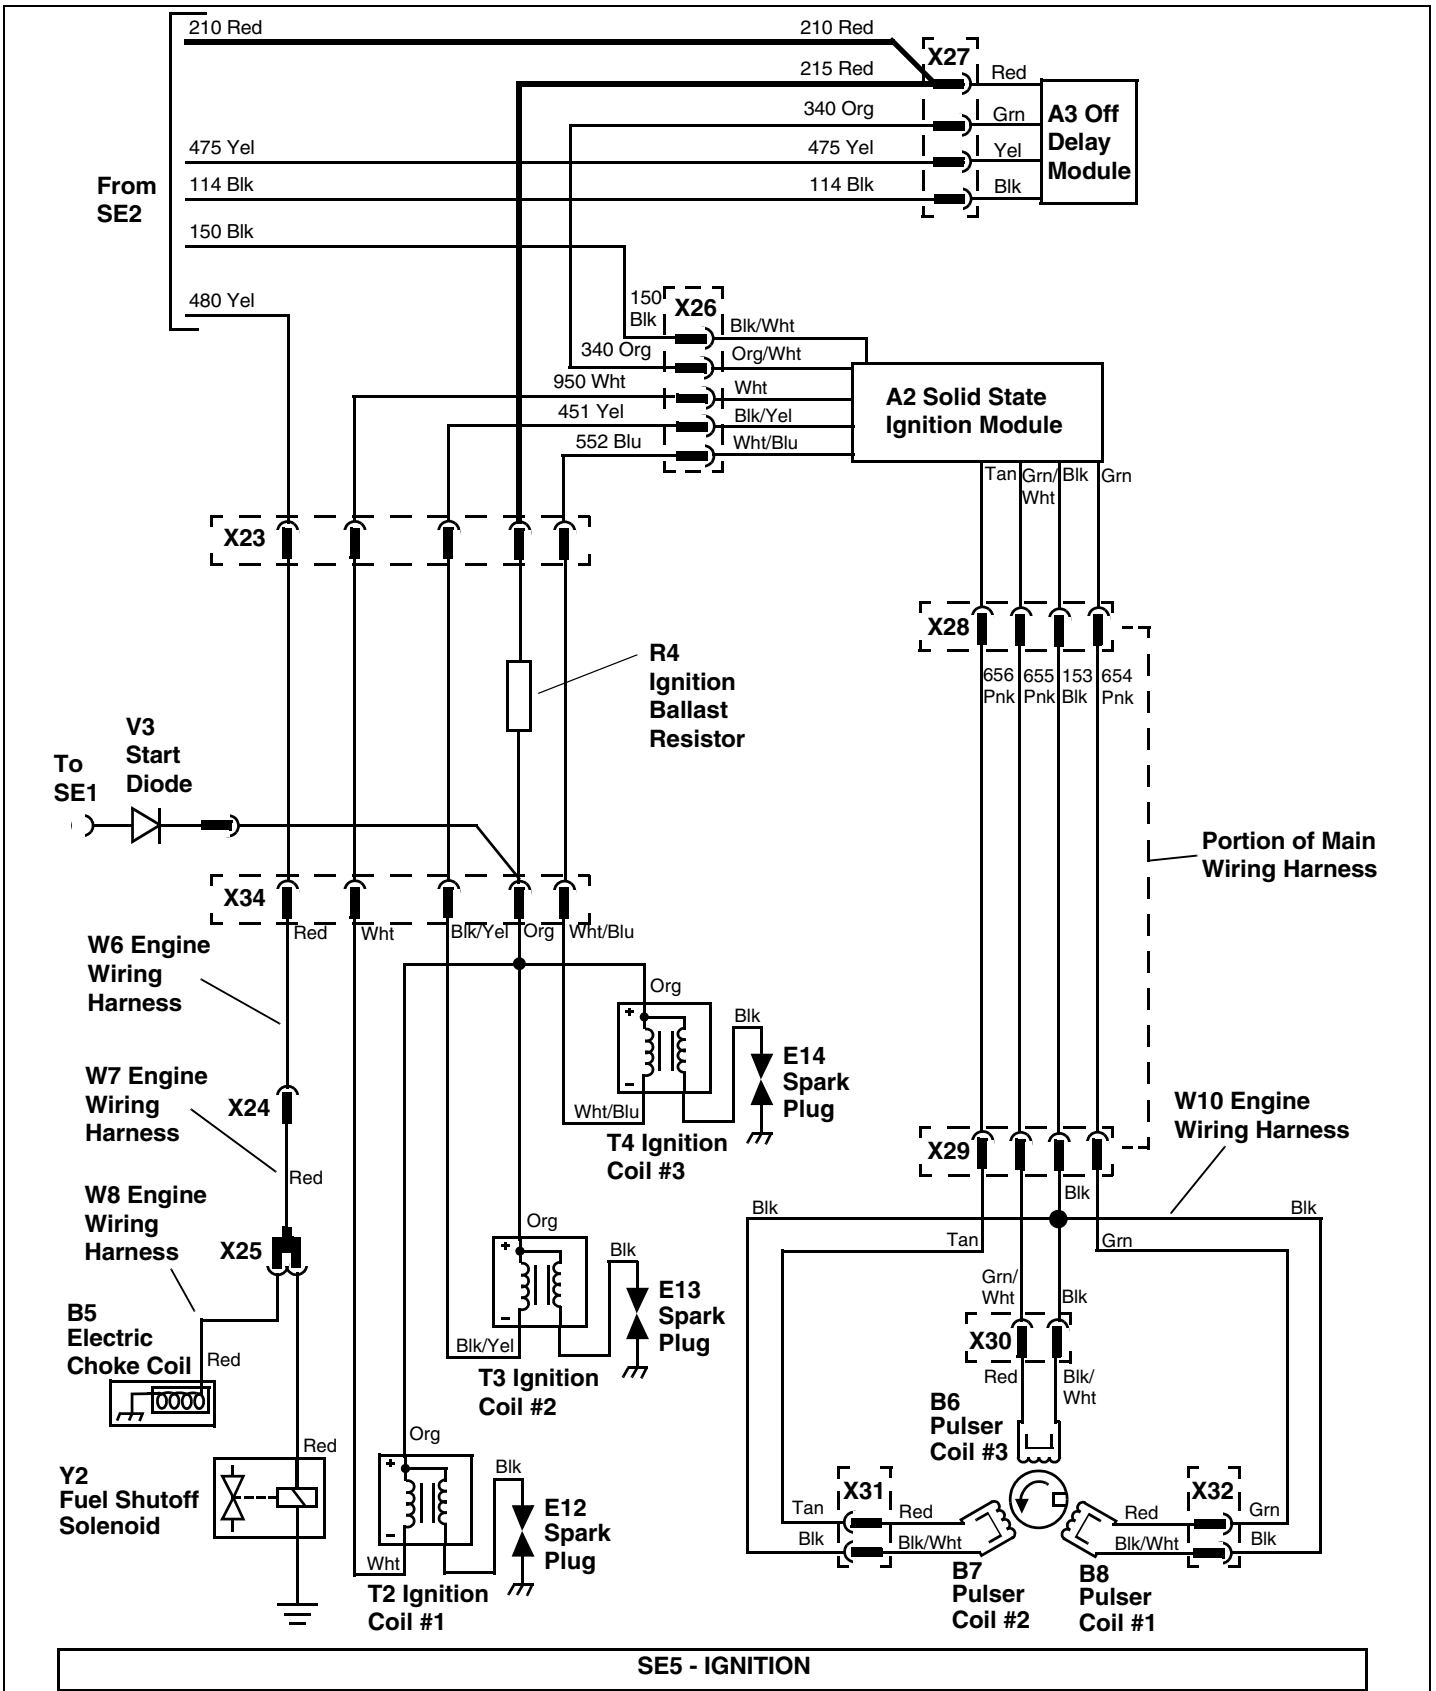 210 Red
210 Red
X27
215 Red
Red
340 Org
Grn
A3 Off
Delay
Module
475 Yel
475 Yel
Yel
From
SE2
114 Blk
114 Blk
Blk
150 Blk
480 Yel
150
Blk
X26
Blk/Wht
340 Org
Org/Wht
950 Wht
Wht
451 Yel
Blk/Yel
552 Blu
Wht/Blu
A2 Solid State
Ignition Module
Tan
Grn/
Wht
Blk
Grn
X23
X28
656
Pnk
655
Pnk
153
Blk
654
Pnk
R4
Ignition
Ballast
Resistor
V3
Start
Diode
To
SE1
Portion of Main
Wiring Harness
X34
Red
Wht
Blk/Yel
Org
Wht/Blu
W6 Engine
Wiring
Harness
Org
+
-
Blk
E14
Spark
Plug
Wht/Blu
T4 Ignition
Coil #3
W7 Engine
Wiring
Harness
X24
Red
W10 Engine
Wiring Harness
X29
Blk
Blk
Blk
Tan
Grn
W8 Engine
Wiring
Harness
X25
Org
+
-
Blk
E13
Spark
Plug
Blk/Yel
T3 Ignition
Coil #2
Grn/
Wht
Blk
X30
Red
Blk/
Wht
B5
Electric
Choke Coil
Red
B6
Pulser
Coil #3
Org
+
-
Blk
E12
Spark
Plug
Wht
T2 Ignition
Coil #1
Red
Y2
Fuel Shutoff
Solenoid
X31
X32
Tan
Red
Red
Grn
Blk
Blk/Wht
Blk/Wht
Blk
B7
Pulser
Coil #2
B8
Pulser
Coil #1
SE5 - IGNITION